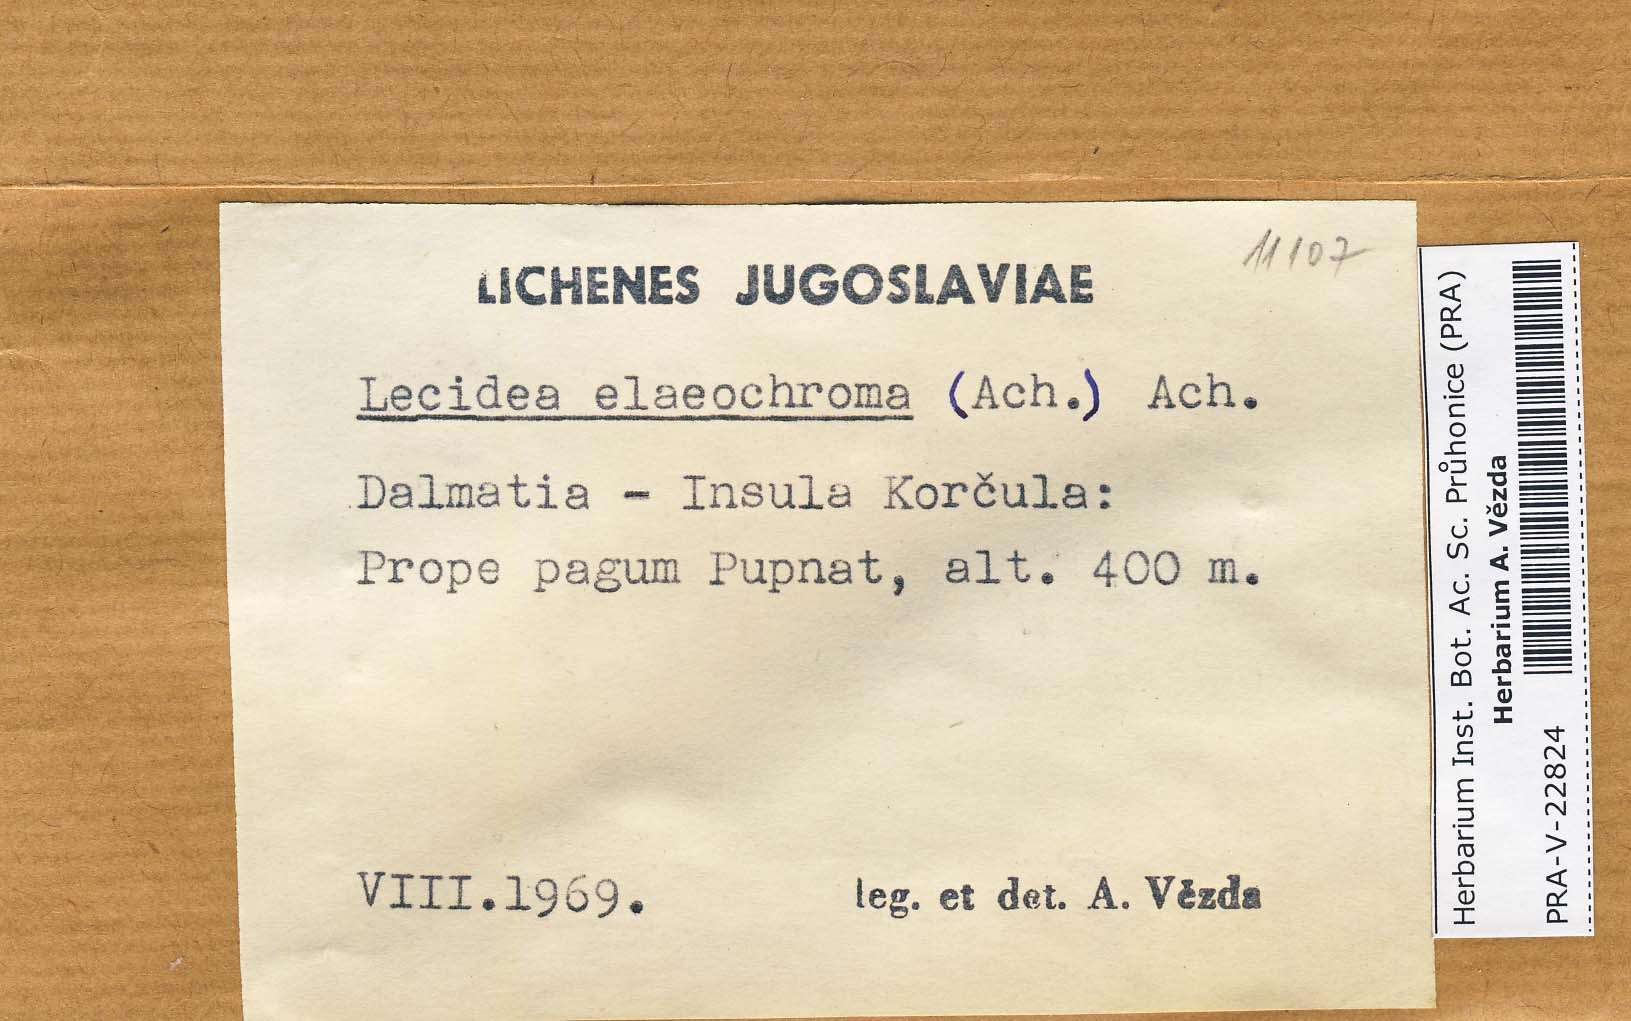 11107
LICHENES JUGOSLAVIAE
Lecidea elaeochroma (Ach.) Ach.
Dalmatia - Insula Korčula:
Prope pagum Pupnat, alt. 400 m.
VIII.1969.
leg. et det. A. Vězda
Herbarium Inst. Bot. Ac. Sc. Průhonice (PRA)
Herbarium A. Vězda
PRA-V-22824